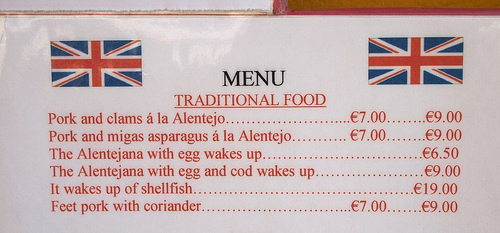 MENU
TRADITIONAL FOOD
Pork and clams á la Alentejo..............................€7.00.......€9.00
Pork and migas asparagus á la Alentejo.............€7.00.......€9.00
The Alentejana with egg wakes up.....................................€6.50
The Alentejana with egg and cod wakes up.........................€9.00
It wakes up of shellfish....................................................€19.00
Feet pork with coriander...................................€7.00.......€9.00